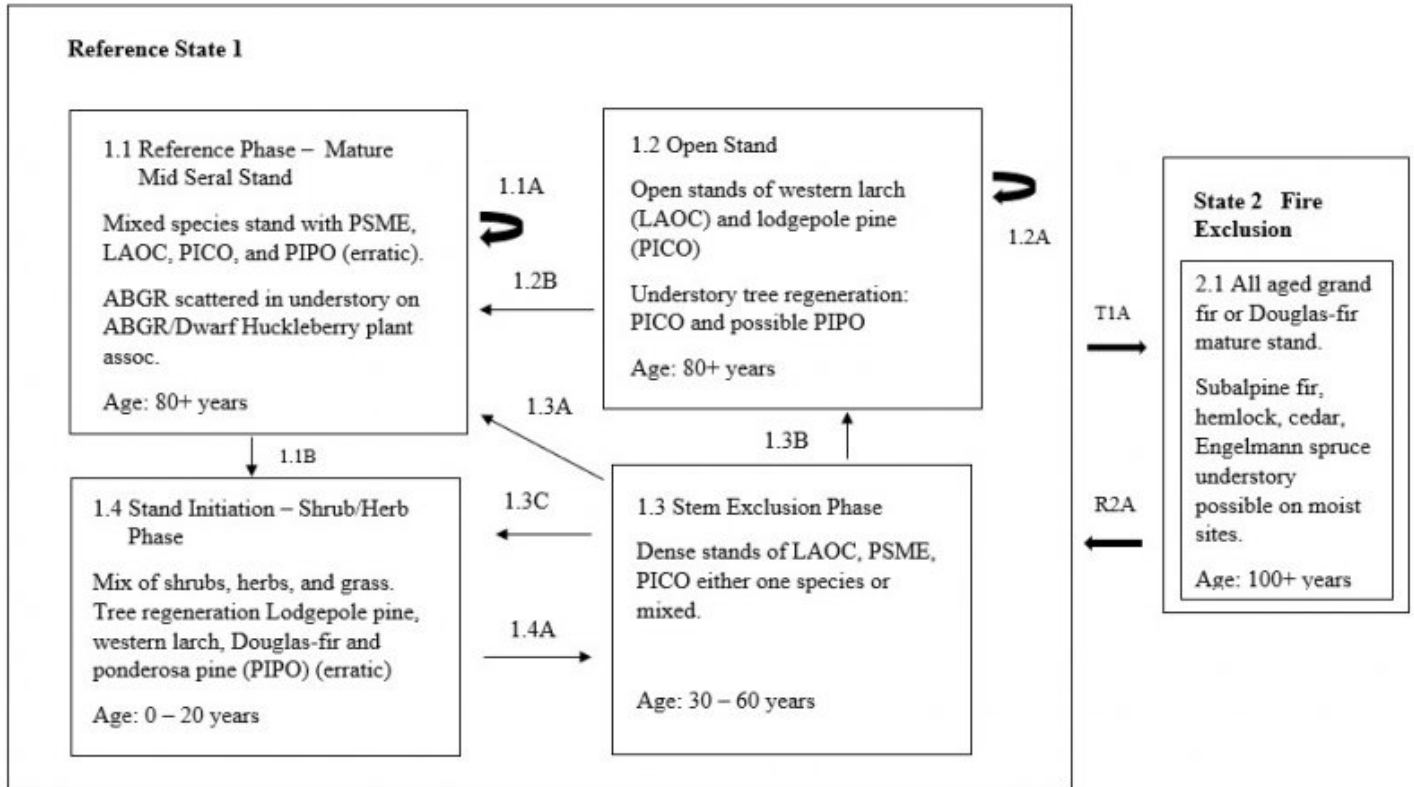 Reference State 1
1.1 Reference Phase – Mature
Mid Seral Stand
Mixed species stand with PSME,
LAOC, PICO, and PIPO (erratic).
ABGR scattered in understory on
ABGR/Dwarf Huckleberry plant
assoc.
Age: 80+ years
1.1A
1.2B
1.2 Open Stand
Open stands of western larch
(LAOC) and lodgepole pine
(PICO)
Understory tree regeneration:
PICO and possible PIPO
Age: 80+ years
1.2A
1.3A
1.3B
1.1B
1.4 Stand Initiation – Shrub/Herb
Phase
Mix of shrubs, herbs, and grass.
Tree regeneration Lodgepole pine,
western larch, Douglas-fir and
ponderosa pine (PIPO) (erratic)
Age: 0 – 20 years
1.3C
1.4A
1.3 Stem Exclusion Phase
Dense stands of LAOC, PSME,
PICO either one species or
mixed.
Age: 30 – 60 years
T1A
R2A
State 2 Fire
Exclusion
2.1 All aged grand
fir or Douglas-fir
mature stand.
Subalpine fir,
hemlock, cedar,
Engelmann spruce
understory
possible on moist
sites.
Age: 100+ years